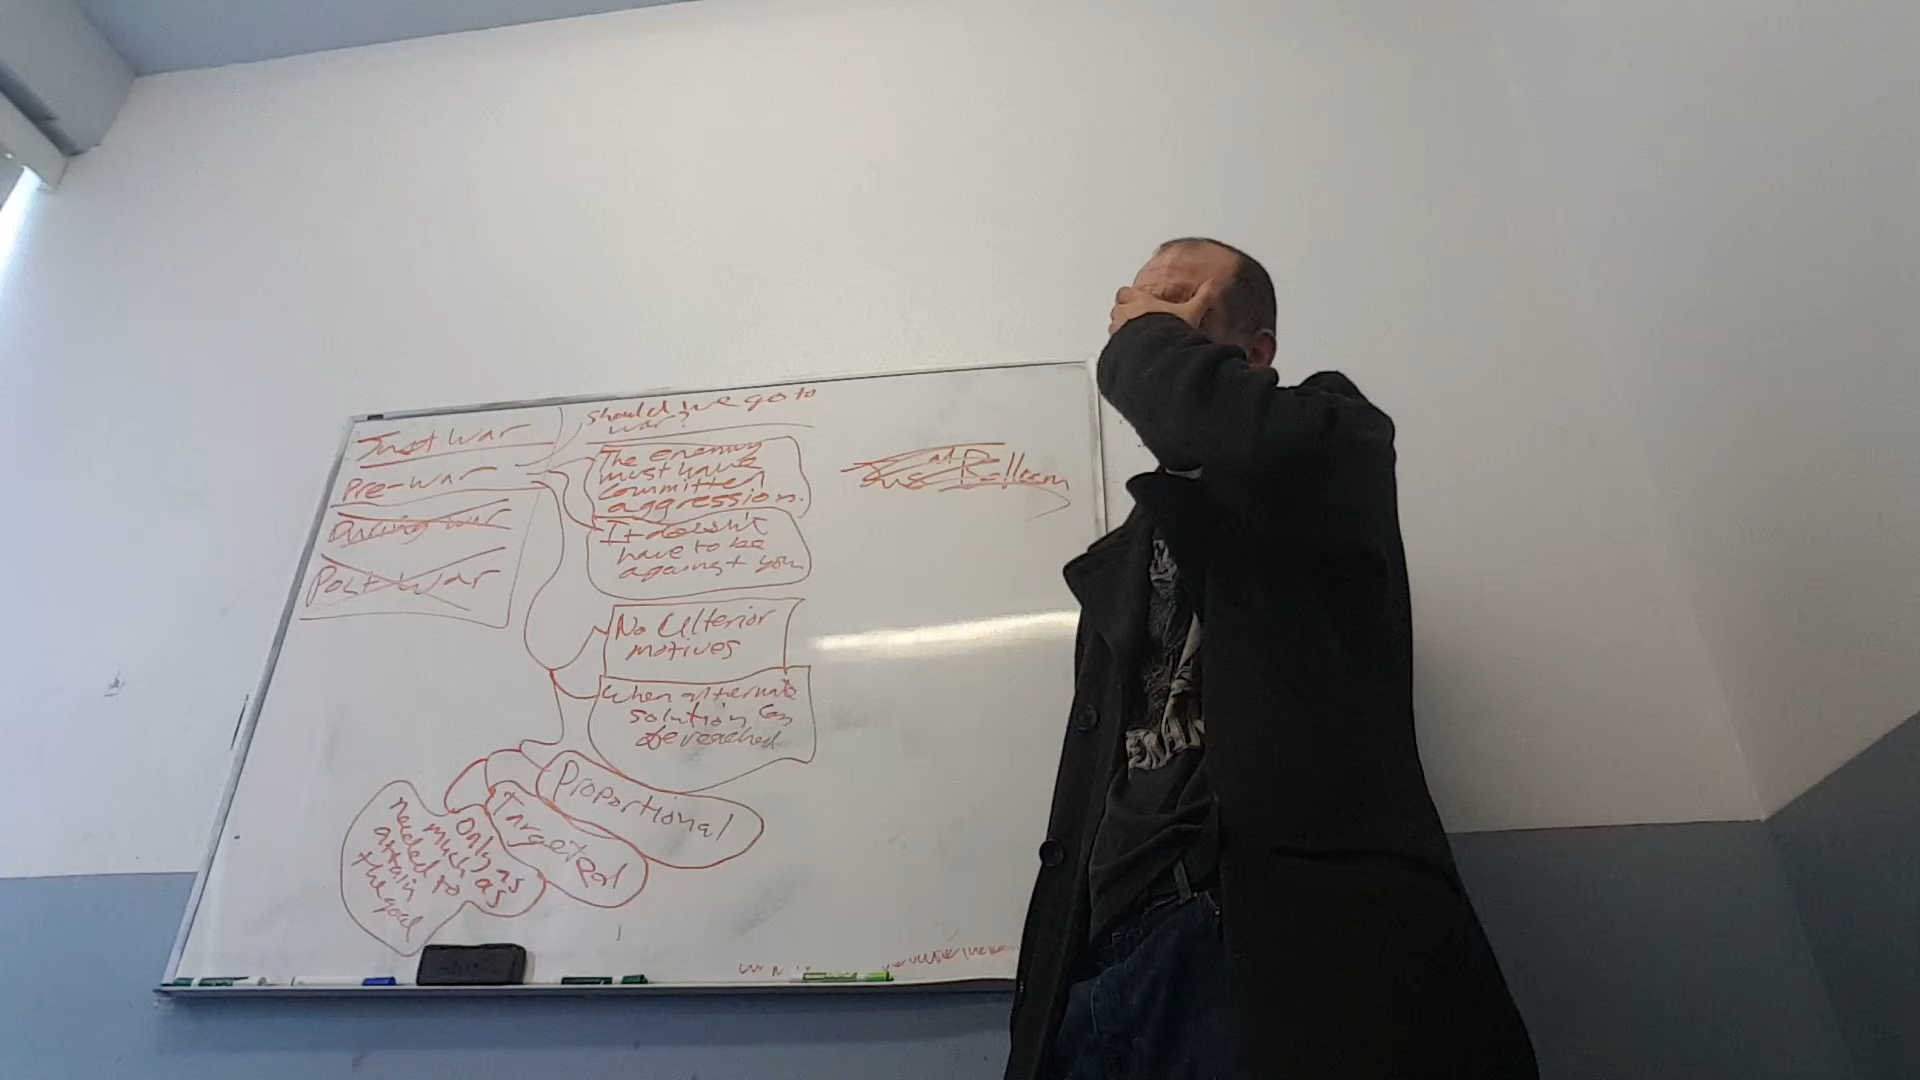 Just War
Pre-War
During War
Post War
Should we go to
war?
The enemy
must have
committed
aggression.
It doesn't
have to be
against you
No Ulterior
motives
When alternate
solution can
be reached
Proportional
Targeted
Only as
much as
needed to
attain
the goal
Jus Bellum